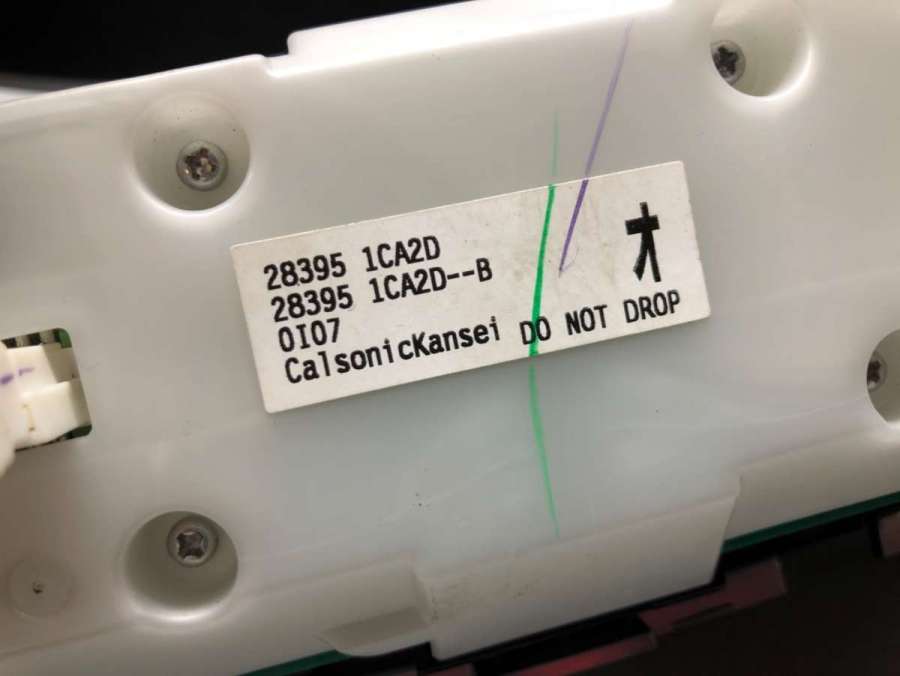 28395 1CA2D
28395 1CA2D--B
0I07
CalsonicKansei DO NOT DROP